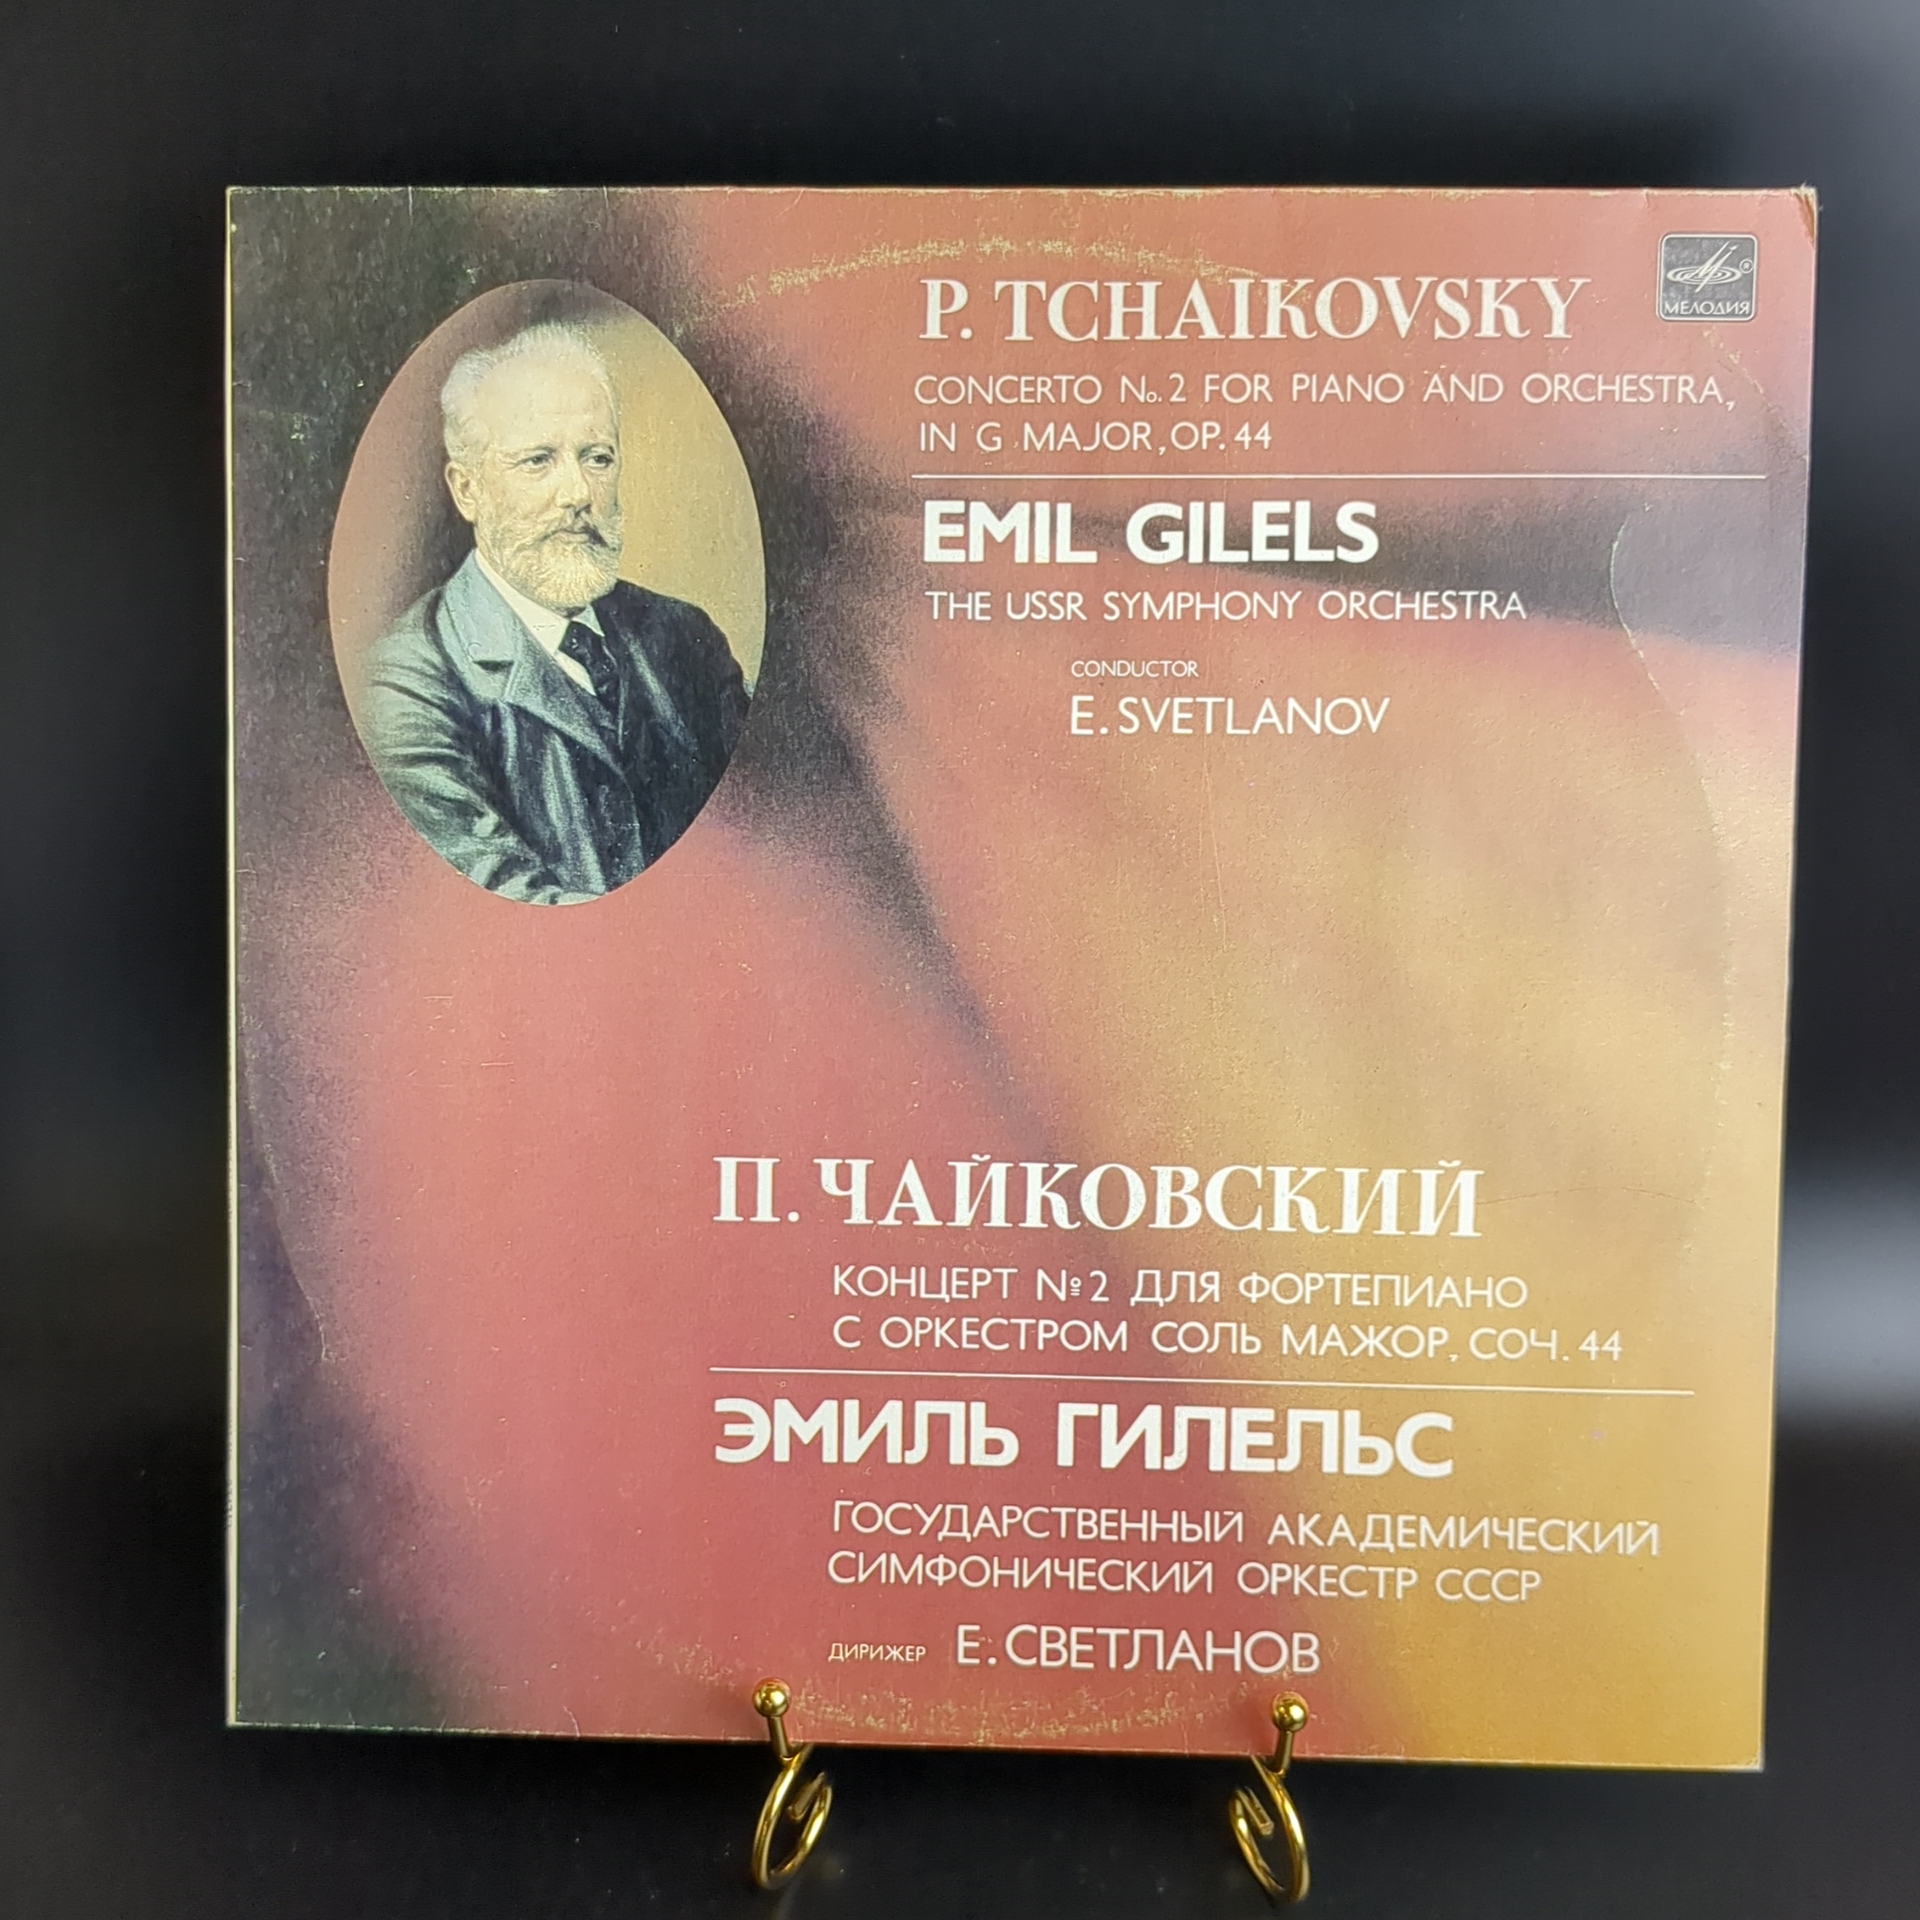 P. TCHAIKOVSKY
МЕЛОДИЯ
CONCERTO No. 2 FOR PIANO AND ORCHESTRA,
IN G MAJOR, OP. 44
EMIL GILELS
THE USSR SYMPHONY ORCHESTRA
CONDUCTOR
E. SVETLANOV
П. ЧАЙКОВСКИЙ
КОНЦЕРТ №2 ДЛЯ ФОРТЕПИАНО
С ОРКЕСТРОМ СОЛЬ МАЖОР, СОЧ. 44
ЭМИЛЬ ГИЛЕЛЬС
ГОСУДАРСТВЕННЫЙ АКАДЕМИЧЕСКИЙ
СИМФОНИЧЕСКИЙ ОРКЕСТР СССР
ДИРИЖЕР Е. СВЕТЛАНОВ